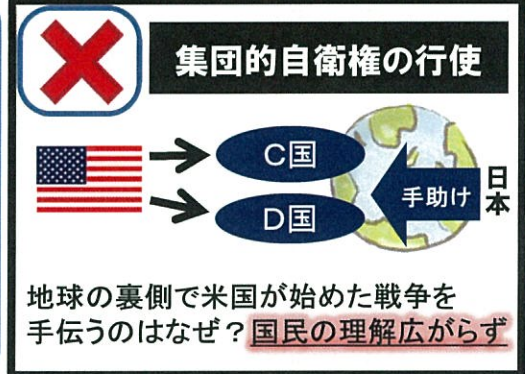 集団的自衛権の行使
C国
D国
手助け
日本
地球の裏側で米国が始めた戦争を
手伝うのはなぜ？国民の理解広がらず